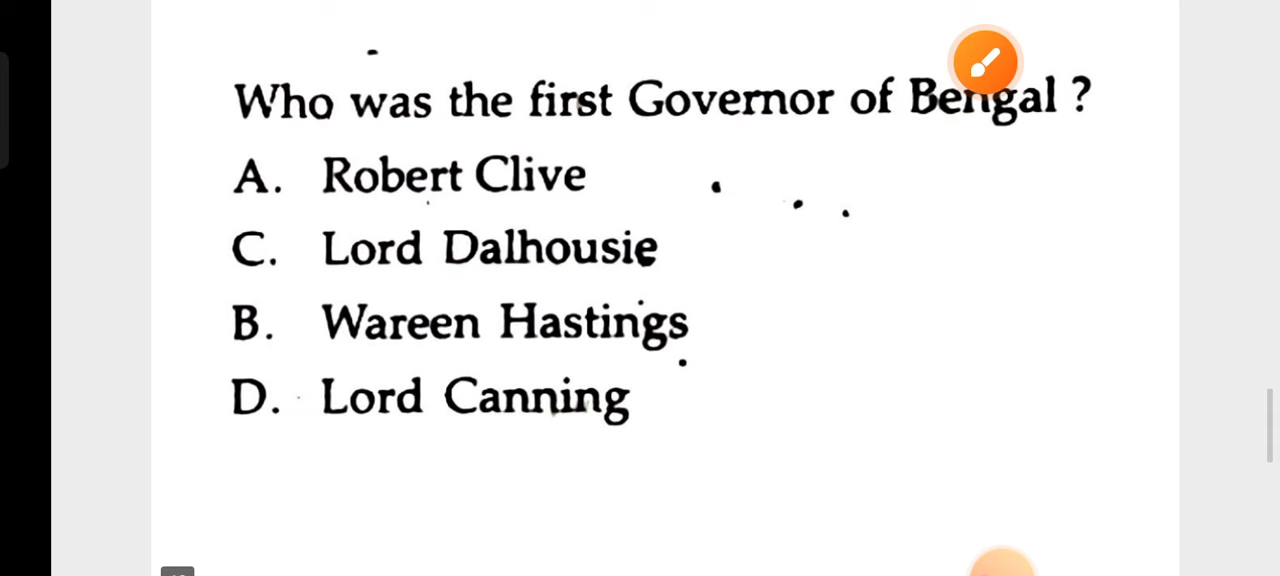 Who was the first Governor of Bengal ?
A. Robert Clive
C. Lord Dalhousie
B. Wareen Hastings
D. Lord Canning